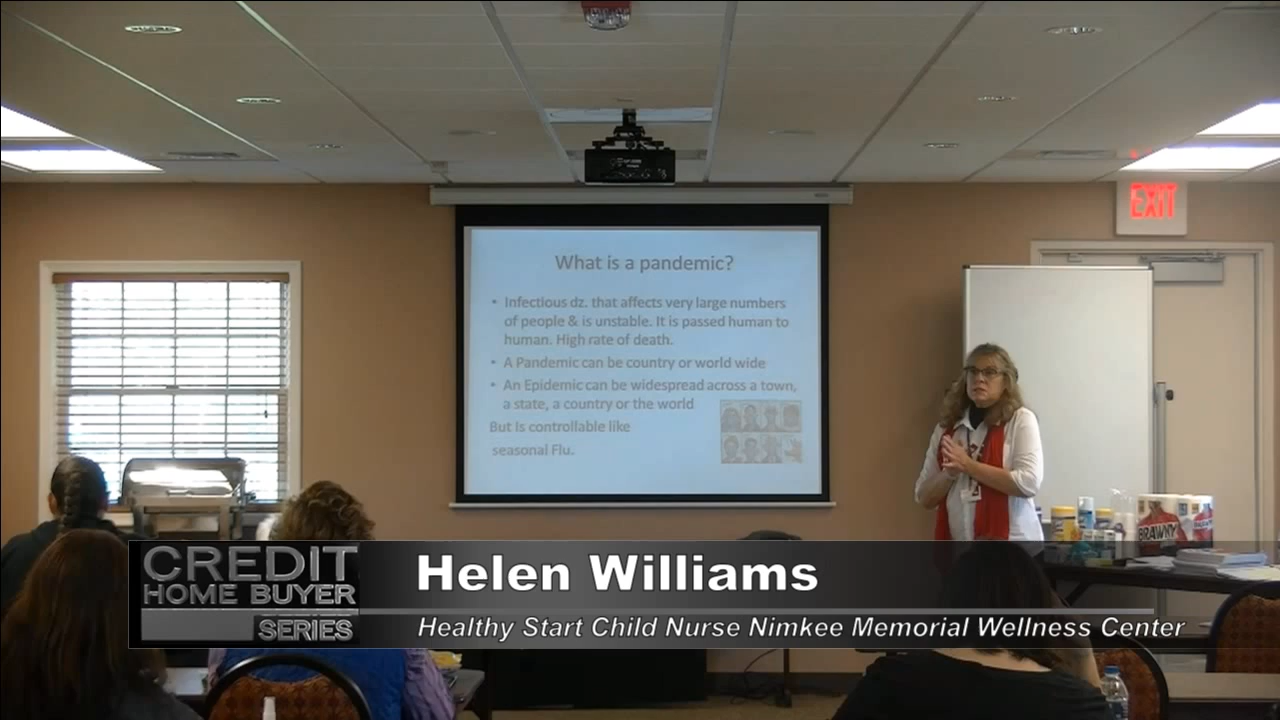 EXIT
What is a pandemic?
• Infectious dz. that affects very large numbers
of people & is unstable. It is passed human to
human. High rate of death.
• A Pandemic can be country or world wide
• An Epidemic can be widespread across a town,
a state, a country or the world
But Is controllable like
seasonal Flu.
BRAWNY
CREDIT
HOME BUYER
SERIES
Helen Williams
Healthy Start Child Nurse Nimkee Memorial Wellness Center